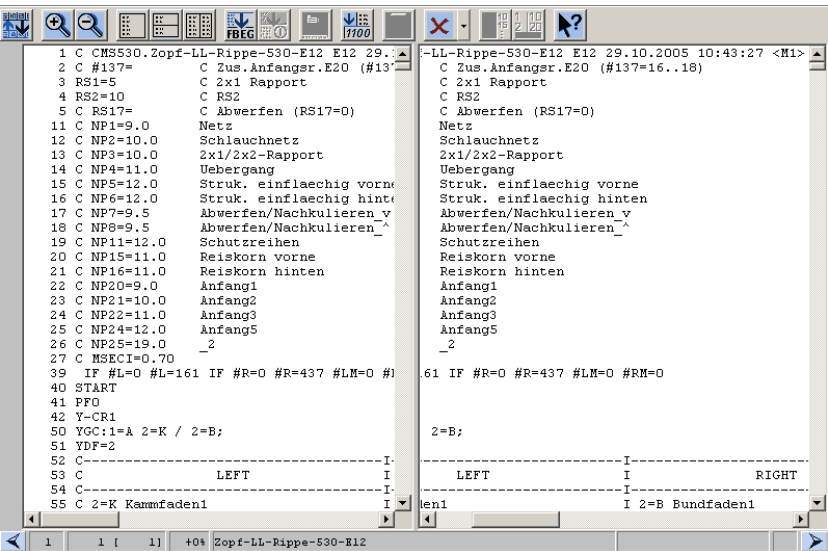 FBEG
1100
1 C CMS530.Zopf-LL-Rippe-530-E12 E12 29.1
2 C #137= C Zus.Anfangsr.E20 (#13
3 RS1=5 C 2x1 Rapport
4 RS2=10 C RS2
5 C RS17= C Abwerfen (RS17=0)
11 C NP1=9.0 Netz
12 C NP2=10.0 Schlauchnetz
13 C NP3=10.0 2x1/2x2-Rapport
14 C NP4=11.0 Uebergang
15 C NP5=12.0 Struk. einflaechig vorne
16 C NP6=12.0 Struk. einflaechig hinte
17 C NP7=9.5 Abwerfen/Nachkulieren_v
18 C NP8=9.5 Abwerfen/Nachkulieren_^
19 C NP11=12.0 Schutzreihen
20 C NP15=11.0 Reiskorn vorne
21 C NP16=11.0 Reiskorn hinten
22 C NP20=9.0 Anfang1
23 C NP21=10.0 Anfang2
24 C NP22=11.0 Anfang3
25 C NP24=12.0 Anfang5
26 C NP25=19.0 _2
27 C MSECI=0.70
39 IF #L=0 #L=161 IF #R=0 #R=437 #LM=0 #
40 START
41 PF0
42 Y-CR1
50 YGC:1=A 2=K / 2=B;
51 YDF=2
52 C------------------------------------------I-
53 C LEFT I
54 C------------------------------------------I-
55 C 2=K Kammfaden1 I
-LL-Rippe-530-E12 E12 29.10.2005 10:43:27 <M1>
C Zus.Anfangsr.E20 (#137=16..18)
C 2x1 Rapport
C RS2
C Abwerfen (RS17=0)
Netz
Schlauchnetz
2x1/2x2-Rapport
Uebergang
Struk. einflaechig vorne
Struk. einflaechig hinten
Abwerfen/Nachkulieren_v
Abwerfen/Nachkulieren_^
Schutzreihen
Reiskorn vorne
Reiskorn hinten
Anfang1
Anfang2
Anfang3
Anfang5
_2
.61 IF #R=0 #R=437 #LM=0 #RM=0
2=B;
----------------------------I------------------------
LEFT I RIGHT
----------------------------I------------------------
den1 I 2=B Bundfaden1
1 1 [ 1] +0% Zopf-LL-Rippe-530-E12